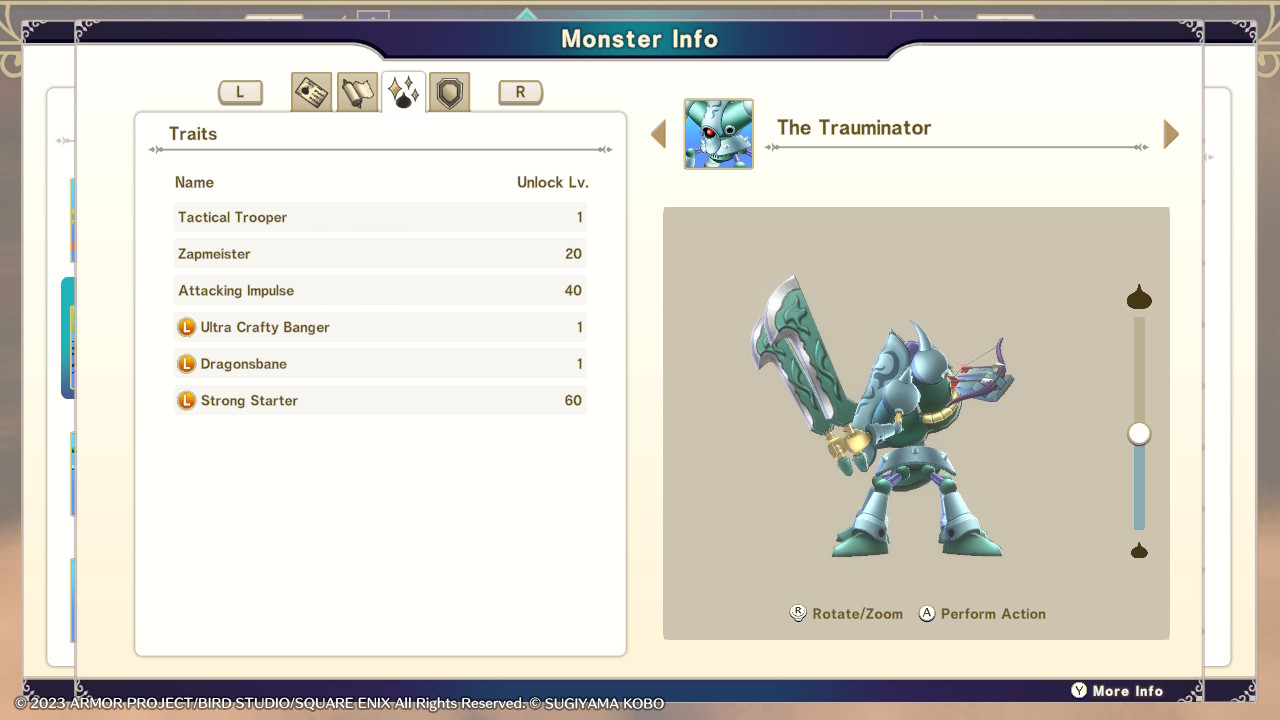 Monster Info
L
R
Traits
Name Unlock Lv.
Tactical Trooper 1
Zapmeister 20
Attacking Impulse 40
L Ultra Crafty Banger 1
L Dragonsbane 1
L Strong Starter 60
The Trauminator
R Rotate/Zoom A Perform Action
Y More Info
© 2023 ARMOR PROJECT/BIRD STUDIO/SQUARE ENIX All Rights Reserved. © SUGIYAMA KOBO